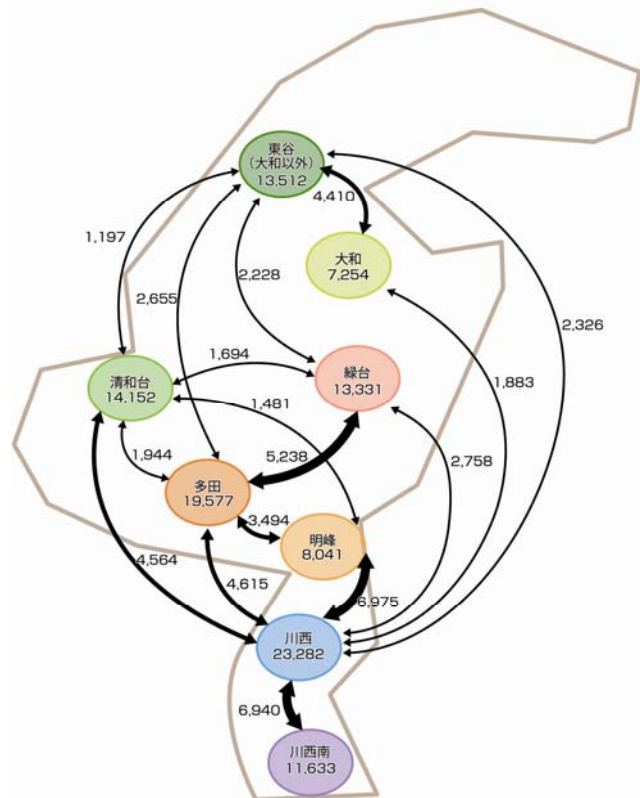 東谷
(大和以外)
13,512
4,410
大和
7,254
1,197
2,655
2,228
2,326
1,883
清和台
14,152
1,694
緑台
13,331
1,481
2,758
1,944
5,238
多田
19,577
3,494
明峰
8,041
4,564
4,615
6,975
川西
23,282
6,940
川西南
11,633